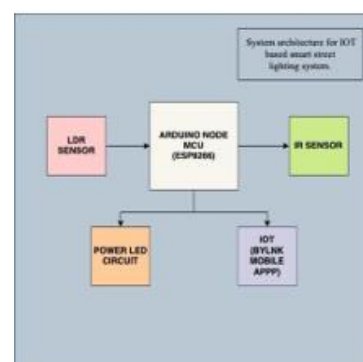 System architecture for IOT
based smart street
lighting system.
LDR
SENSOR
ARDUINO NODE
MCU
(ESP8266)
IR SENSOR
POWER LED
CIRCUIT
IOT
(BYLNK
MOBILE
APPP)